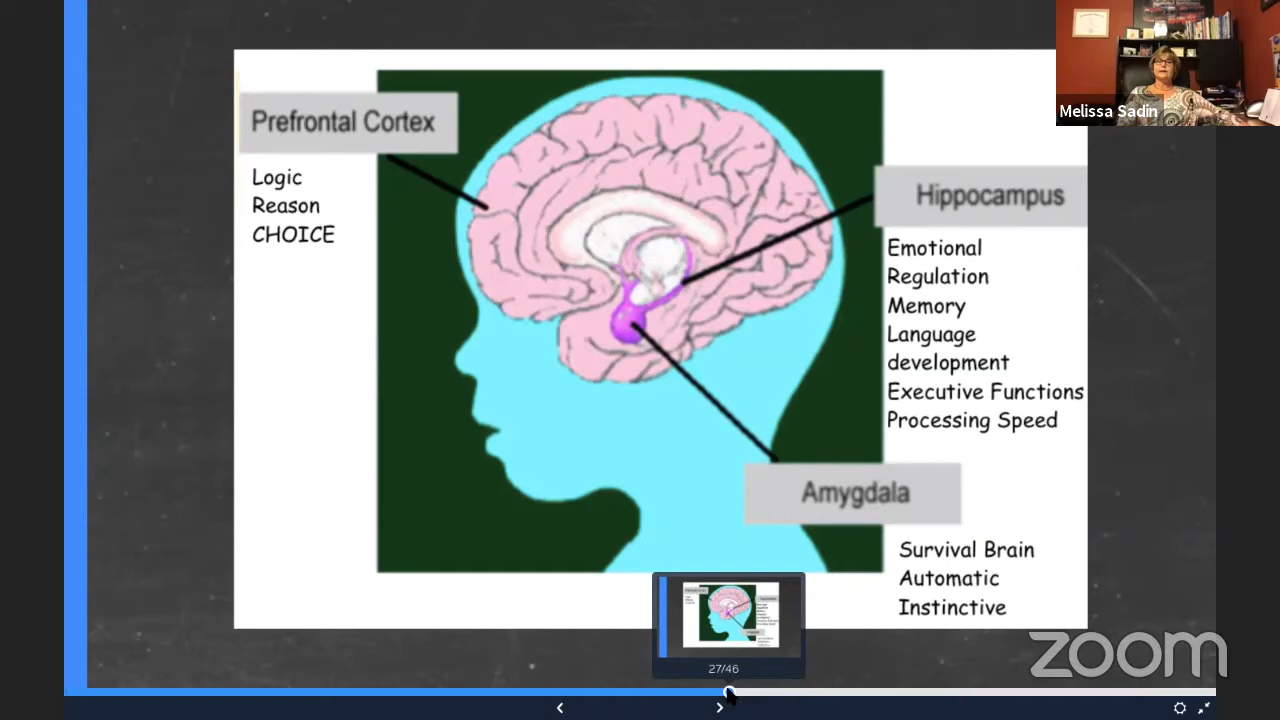 Prefrontal Cortex
Logic
Reason
CHOICE
Hippocampus
Emotional
Regulation
Memory
Language
development
Executive Functions
Processing Speed
Amygdala
Survival Brain
Automatic
Instinctive
Melissa Sadin
27/46
zoom